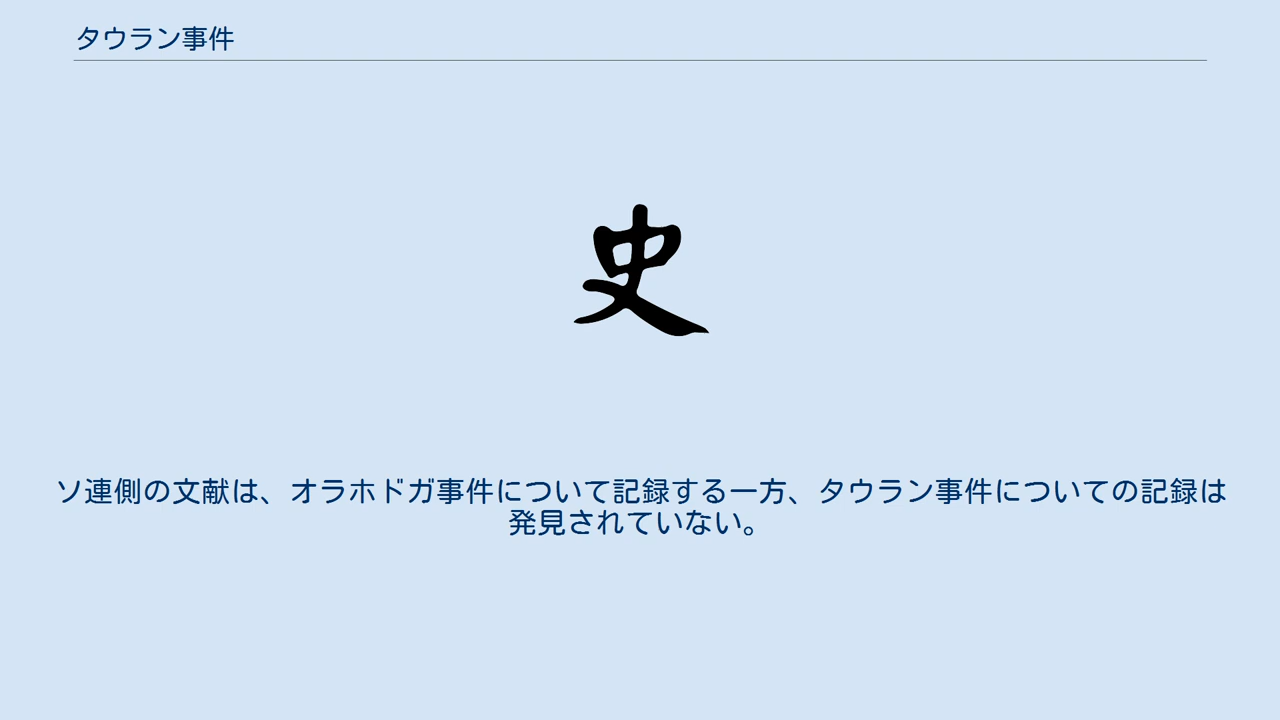 タウラン事件
史
ソ連側の文献は、オラホドガ事件について記録する一方、タウラン事件についての記録は
発見されていない。